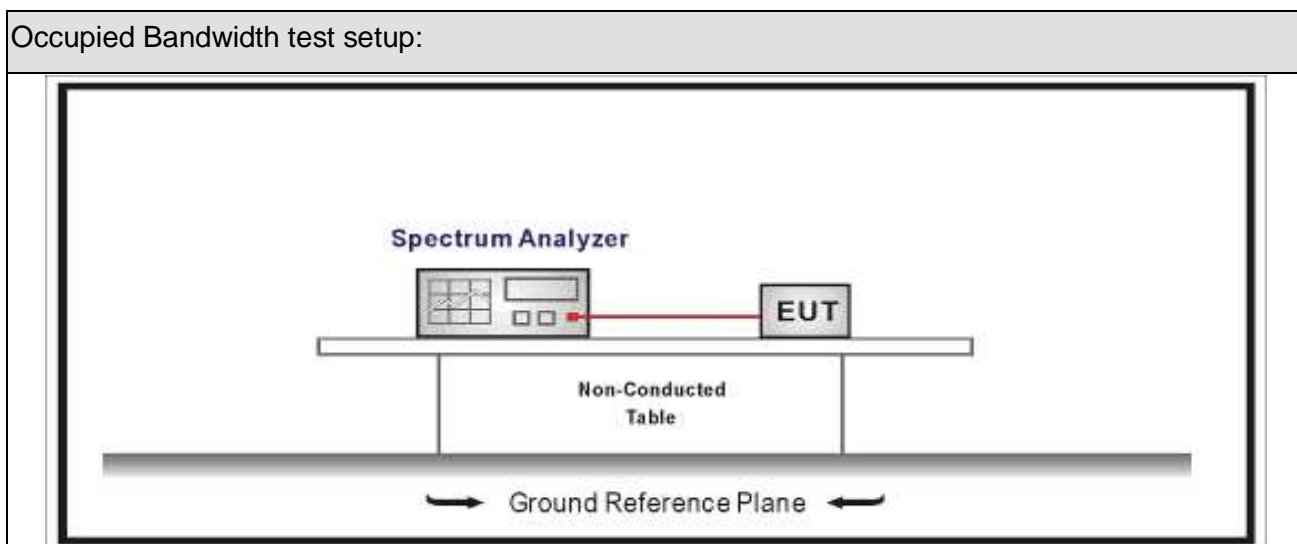 Occupied Bandwidth test setup:
Spectrum Analyzer
EUT
Non-Conducted
Table
Ground Reference Plane